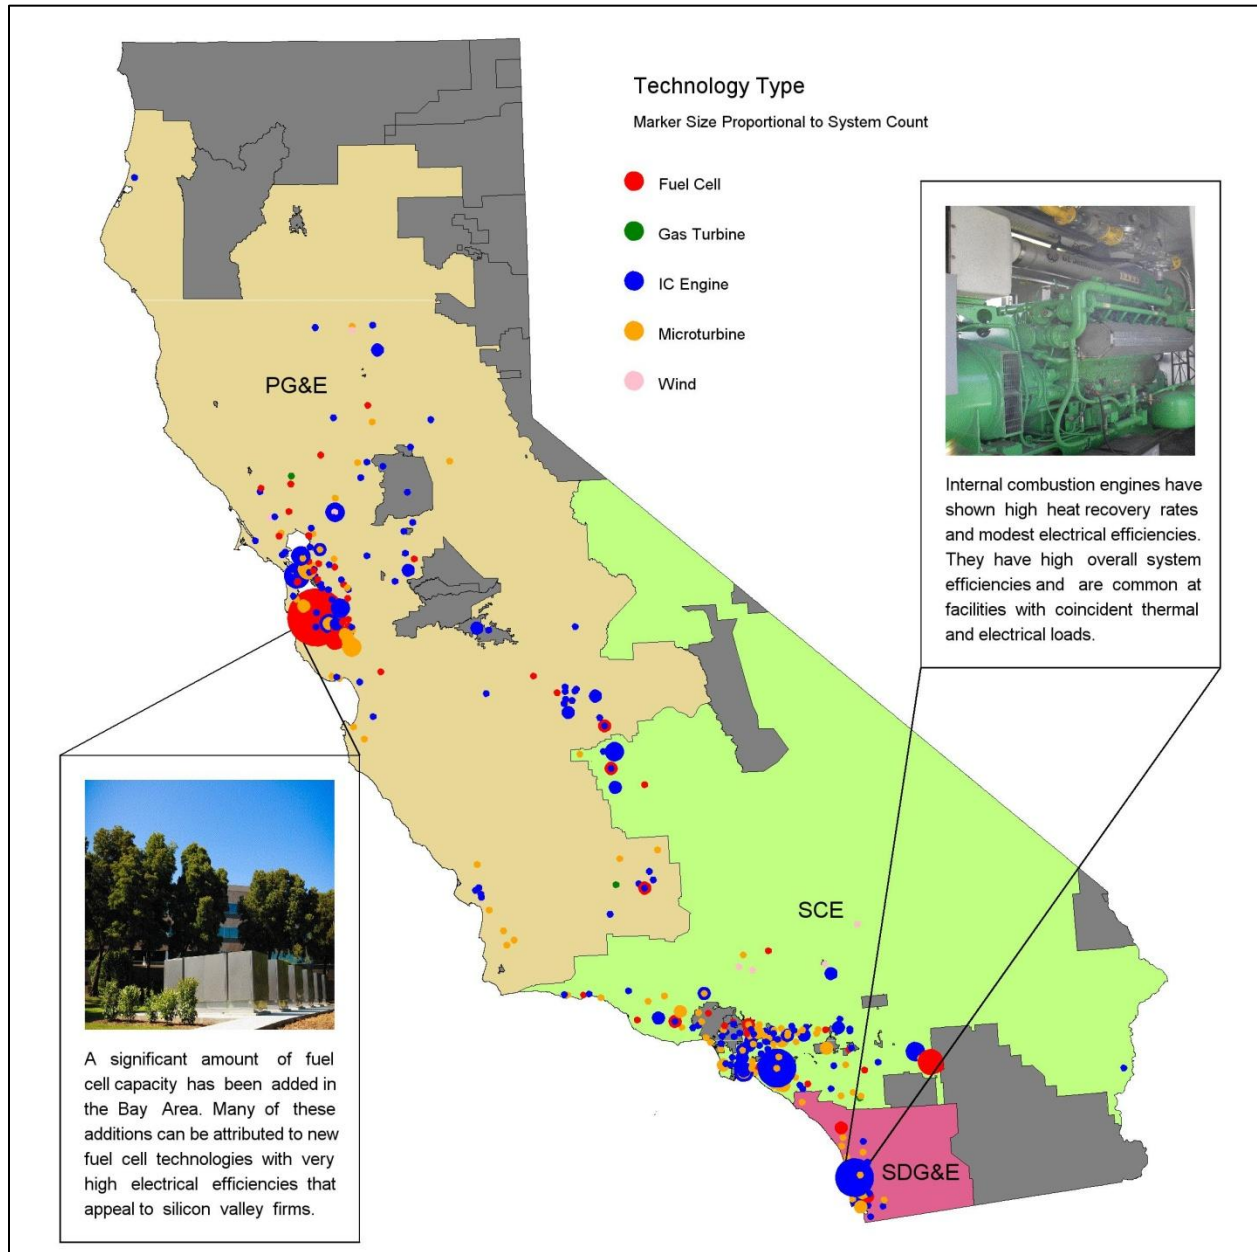 Technology Type
Marker Size Proportional to System Count
Fuel Cell
Gas Turbine
IC Engine
Microturbine
Wind
PG&E
SCE
SDG&E
Internal combustion engines have
shown high heat recovery rates
and modest electrical efficiencies.
They have high overall system
efficiencies and are common at
facilities with coincident thermal
and electrical loads.
A significant amount of fuel
cell capacity has been added in
the Bay Area. Many of these
additions can be attributed to new
fuel cell technologies with very
high electrical efficiencies that
appeal to silicon valley firms.